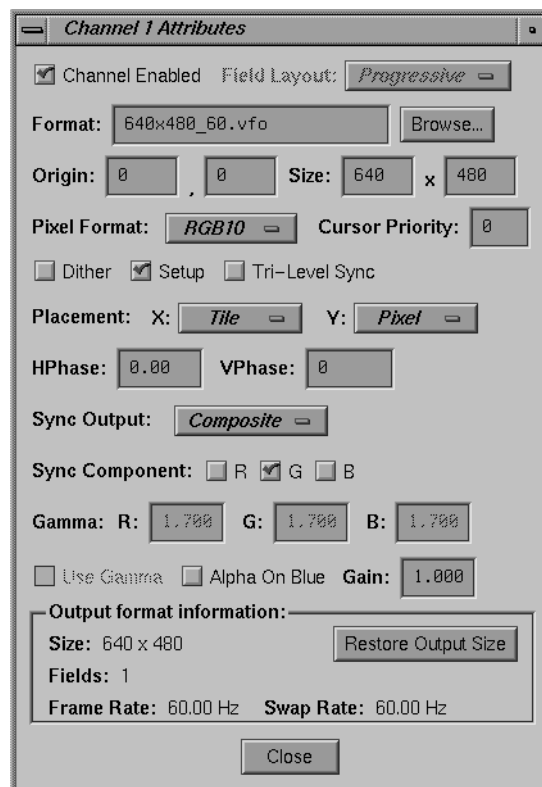 Channel 1 Attributes
Channel Enabled Field Layout: Progressive
Format: 640x480_60.vfo Browse...
Origin: 0 , 0 Size: 640 x 480
Pixel Format: RGB10 Cursor Priority: 0
Dither Setup Tri-Level Sync
Placement: X: Tile Y: Pixel
HPhase: 0.00 VPhase: 0
Sync Output: Composite
Sync Component: R G B
Gamma: R: 1.700 G: 1.700 B: 1.700
Use Gamma Alpha On Blue Gain: 1.000
Output format information:
Size: 640 x 480 Restore Output Size
Fields: 1
Frame Rate: 60.00 Hz Swap Rate: 60.00 Hz
Close